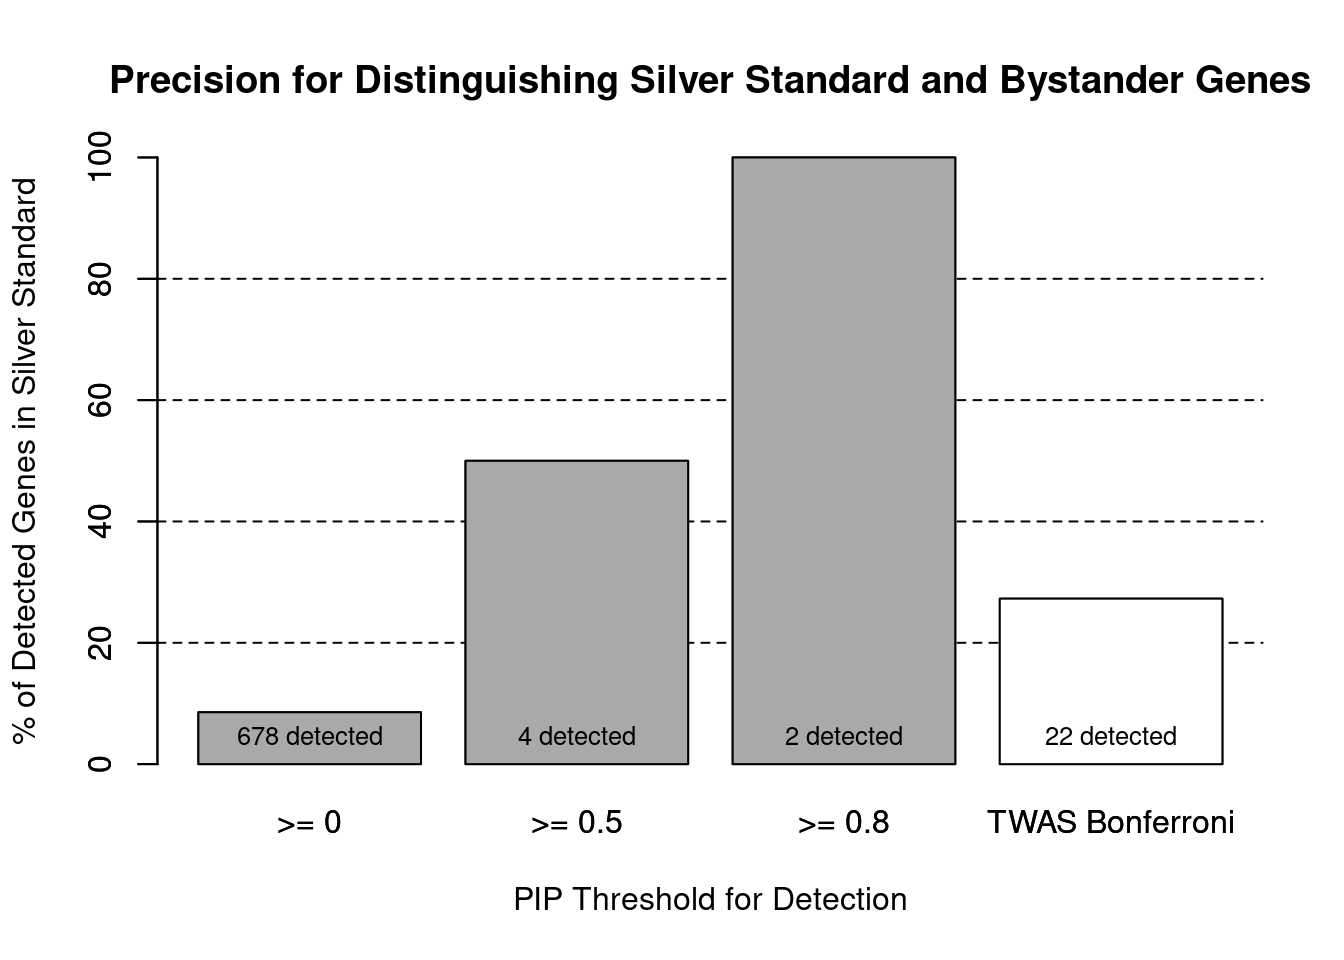 Precision for Distinguishing Silver Standard and Bystander Genes
% of Detected Genes in Silver Standard
100
80
60
40
20
0
678 detected
4 detected
2 detected
22 detected
>= 0
>= 0.5
>= 0.8
TWAS Bonferroni
PIP Threshold for Detection